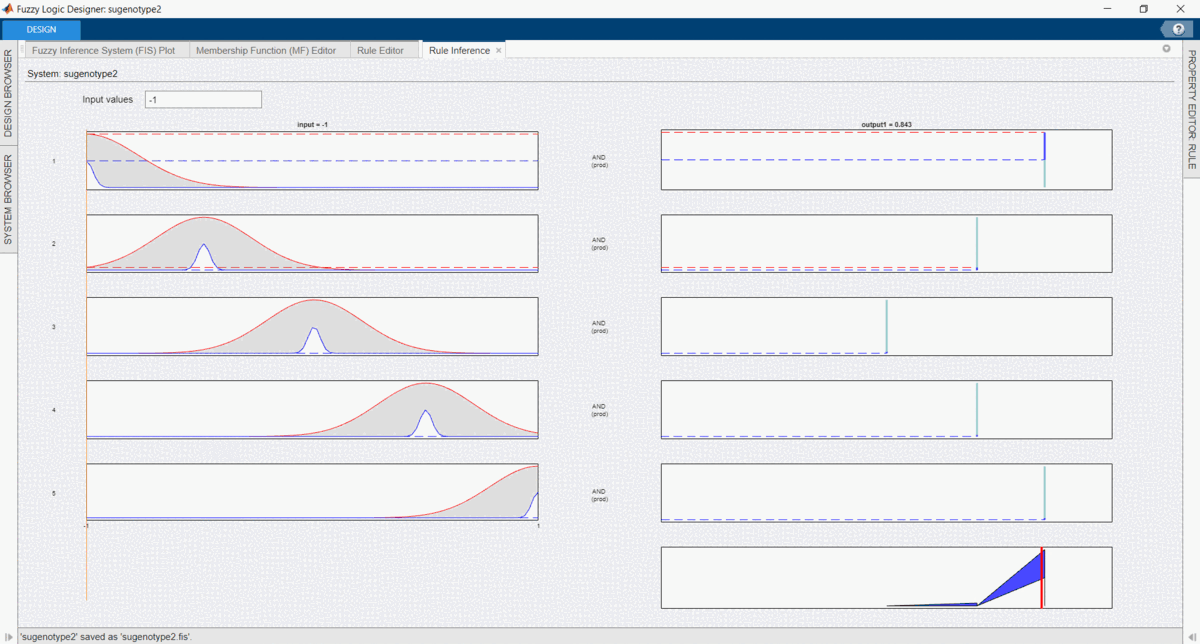 Fuzzy Logic Designer: sugenotype2
DESIGN
?
DESIGN BROWSER
SYSTEM BROWSER
Fuzzy Inference System (FIS) Plot
Membership Function (MF) Editor
Rule Editor
Rule Inference
PROPERTY EDITOR: RULE
System: sugenotype2
Input values
-1
input = -1
output1 = 0.843
1
AND
(prod)
2
AND
(prod)
3
AND
(prod)
4
AND
(prod)
5
AND
(prod)
-1
1
'sugenotype2' saved as 'sugenotype2.fis'.